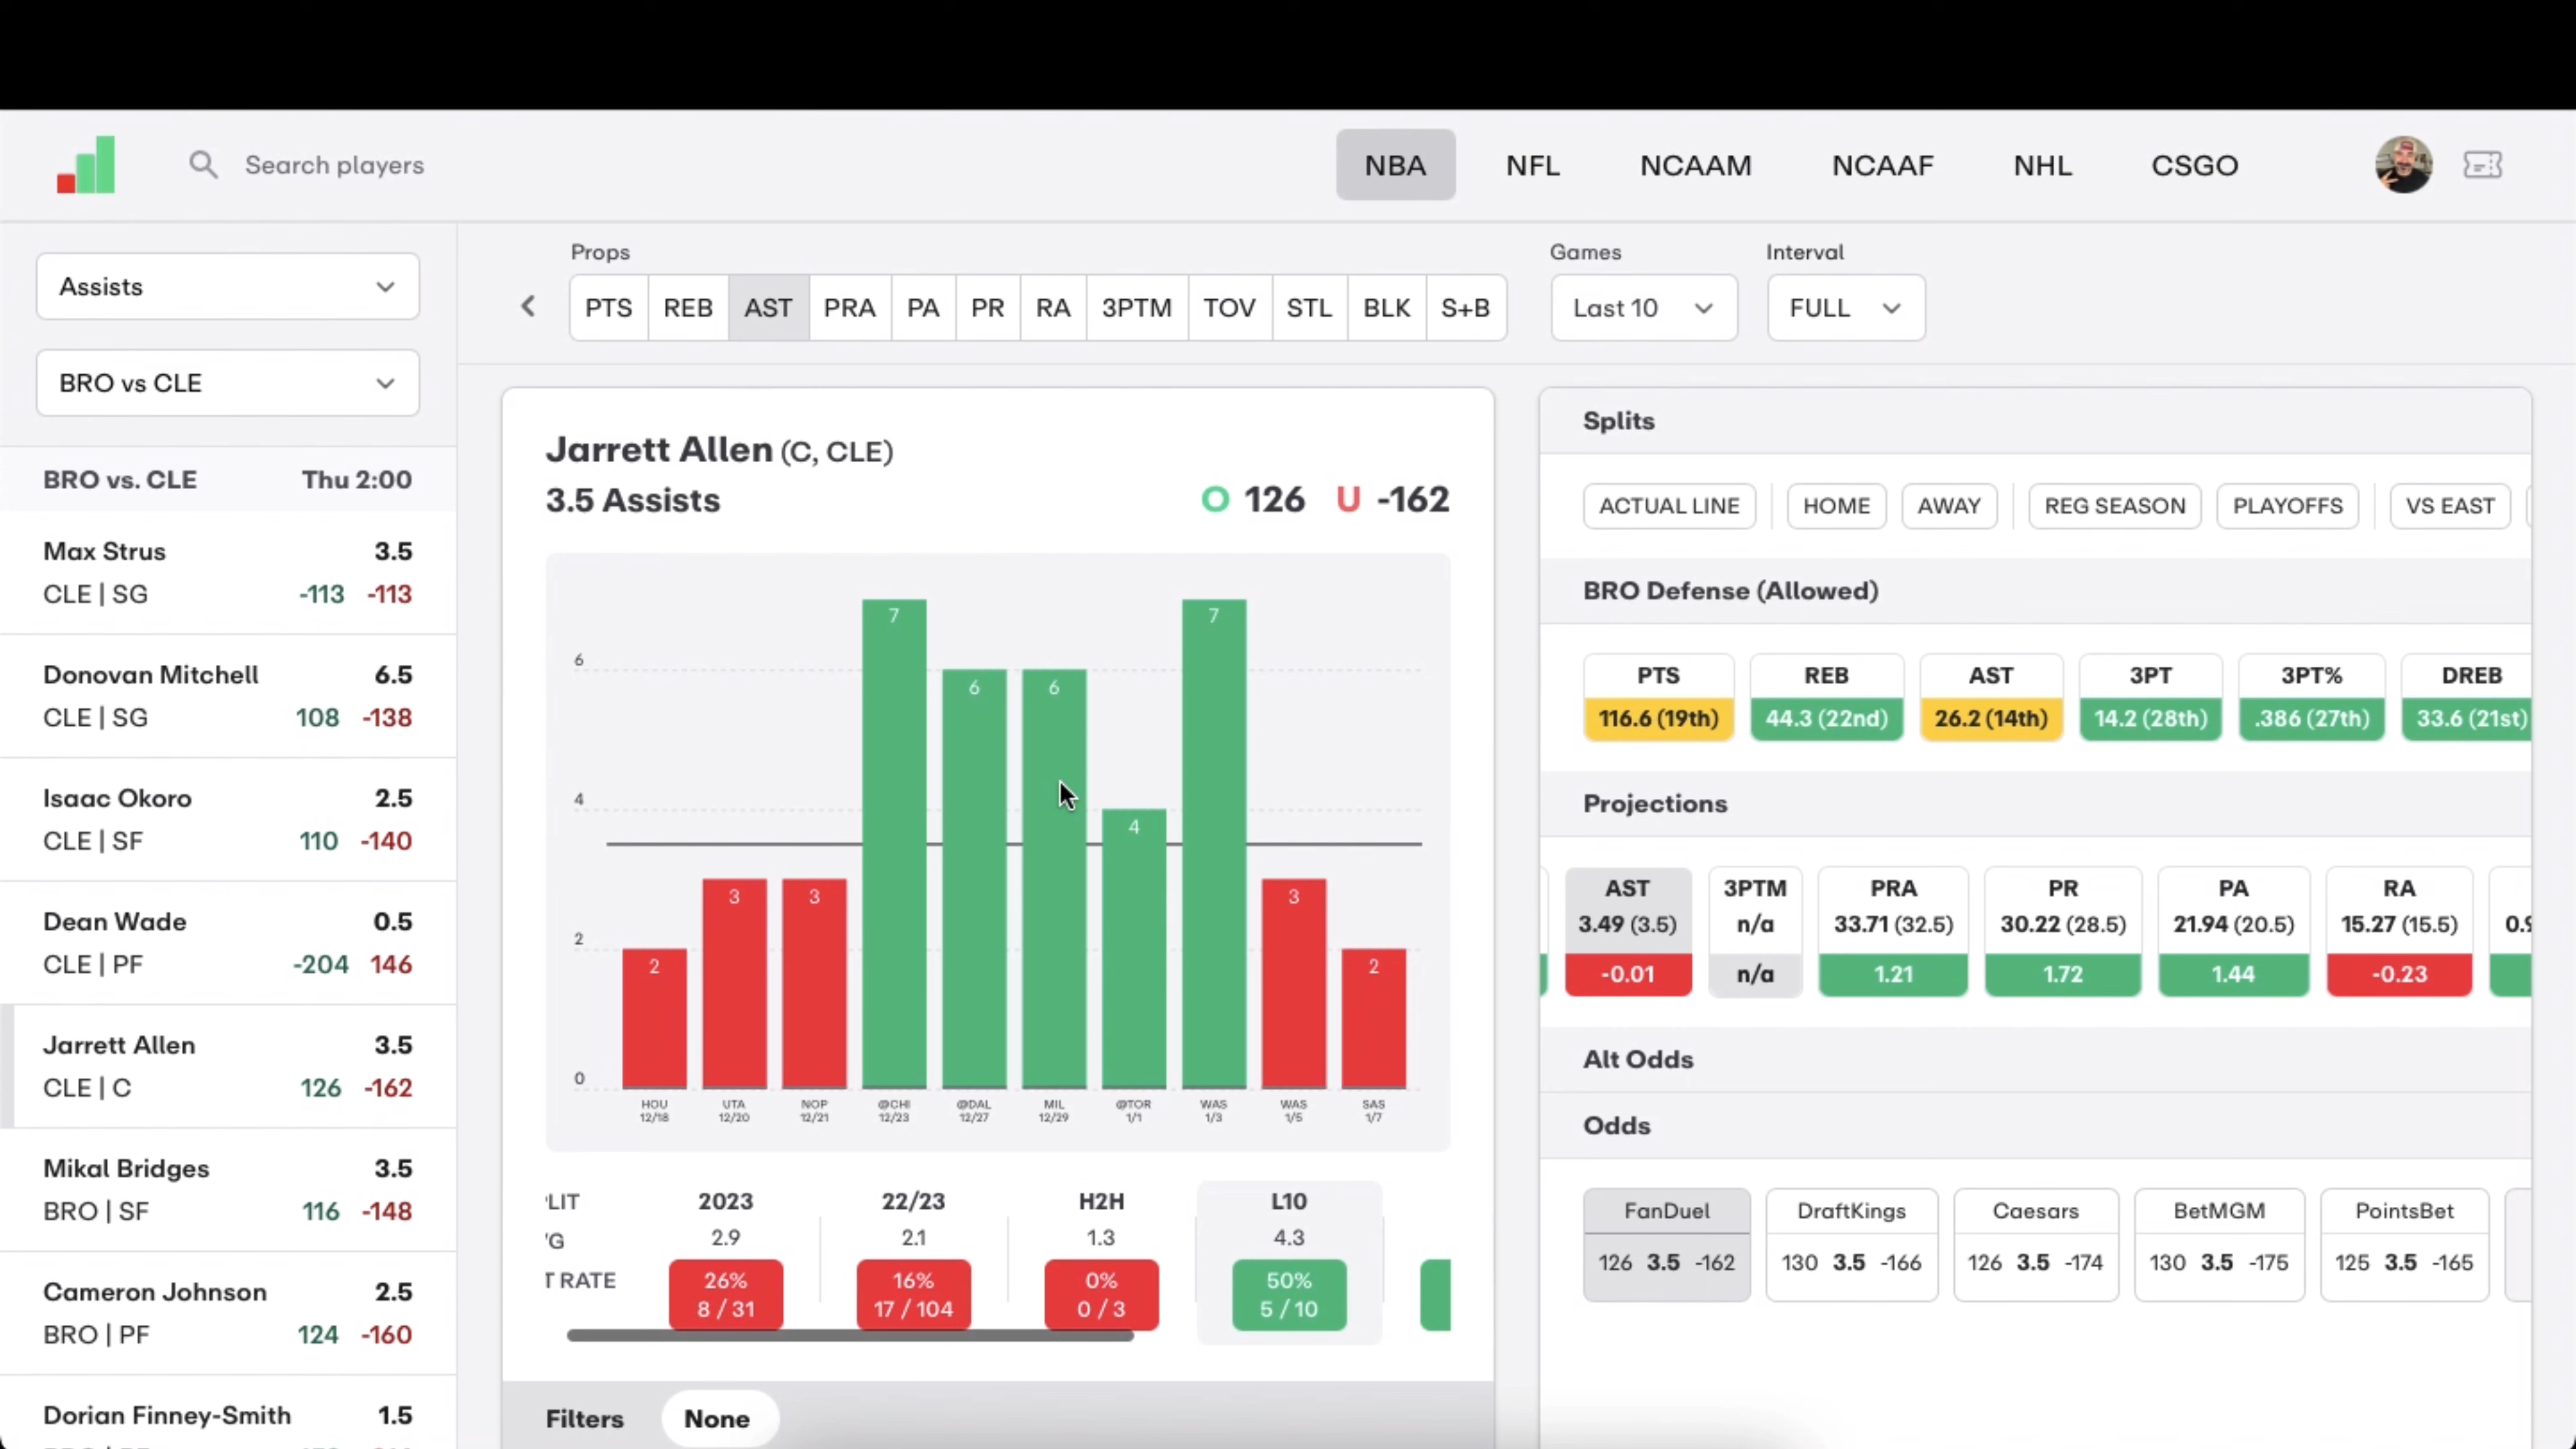 Search players
NBA NFL NCAAM NCAAF NHL CSGO
Assists
BRO vs CLE
BRO vs. CLE Thu 2:00
Max Strus 3.5
CLE | SG -113 -113
Donovan Mitchell 6.5
CLE | SG 108 -138
Isaac Okoro 2.5
CLE | SF 110 -140
Dean Wade 0.5
CLE | PF -204 146
Jarrett Allen 3.5
CLE | C 126 -162
Mikal Bridges 3.5
BRO | SF 116 -148
Cameron Johnson 2.5
BRO | PF 124 -160
Dorian Finney-Smith 1.5
Props
PTS REB AST PRA PA PR RA 3PTM TOV STL BLK S+B
Games
Last 10
Interval
FULL
Jarrett Allen (C, CLE)
3.5 Assists O 126 U -162
6
4
2
0
2 3 3 7 6 6 4 7 3 2
HOU UTA NOP @CHI @DAL MIL @TOR WAS WAS SAS
12/18 12/20 12/21 12/23 12/27 12/29 1/1 1/3 1/5 1/7
LIT 2023 22/23 H2H L10
G 2.9 2.1 1.3 4.3
T RATE 26% 16% 0% 50%
8 / 31 17 / 104 0 / 3 5 / 10
Filters None
Splits
ACTUAL LINE HOME AWAY REG SEASON PLAYOFFS VS EAST
BRO Defense (Allowed)
PTS REB AST 3PT 3PT% DREB
116.6 (19th) 44.3 (22nd) 26.2 (14th) 14.2 (28th) .386 (27th) 33.6 (21st)
Projections
AST 3PTM PRA PR PA RA
3.49 (3.5) n/a 33.71 (32.5) 30.22 (28.5) 21.94 (20.5) 15.27 (15.5) 0.9
-0.01 n/a 1.21 1.72 1.44 -0.23
Alt Odds
Odds
FanDuel DraftKings Caesars BetMGM PointsBet
126 3.5 -162 130 3.5 -166 126 3.5 -174 130 3.5 -175 125 3.5 -165